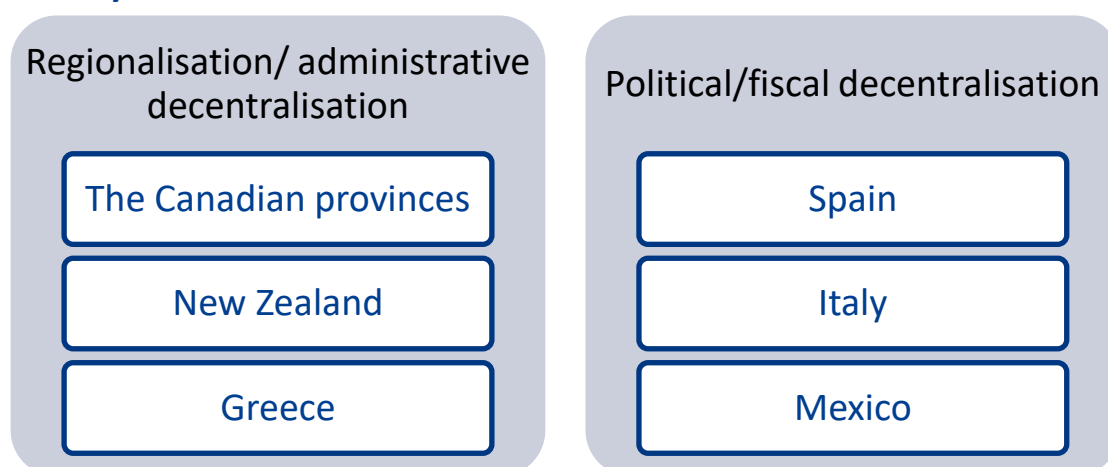 Regionalisation/ administrative
decentralisation
The Canadian provinces
New Zealand
Greece
Political/fiscal decentralisation
Spain
Italy
Mexico